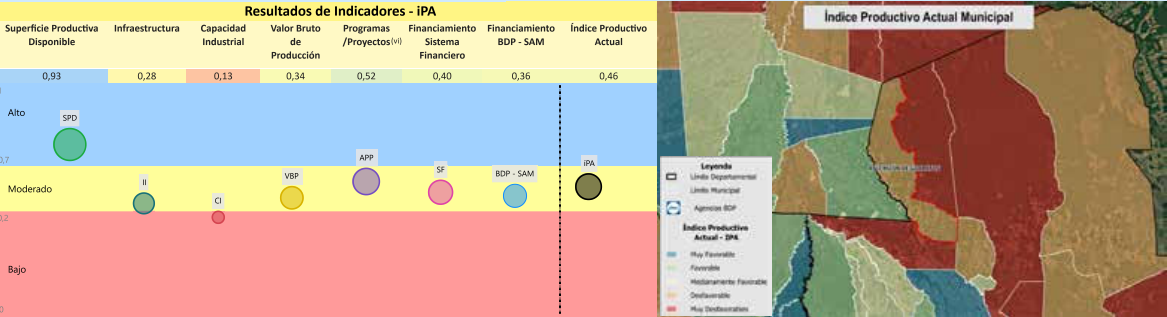 Resultados de Indicadores - iPA
Superficie Productiva
Disponible
Infraestructura
Capacidad
Industrial
Valor Bruto
de
Producción
Programas
/Proyectos(vi)
Financiamiento
Sistema
Financiero
Financiamiento
BDP - SAM
Índice Productivo
Actual
0,93
0,28
0,13
0,34
0,52
0,40
0,36
0,46
Alto
0,7
Moderado
0,2
Bajo
0
SPD
II
CI
VBP
APP
SF
BDP - SAM
iPA
Índice Productivo Actual Municipal
Leyenda
Límite Departamental
Límite Municipal
Agencias BDP
Índice Productivo
Actual - IPA
Muy Favorable
Favorable
Medianamente Favorable
Desfavorable
Muy Desfavorable